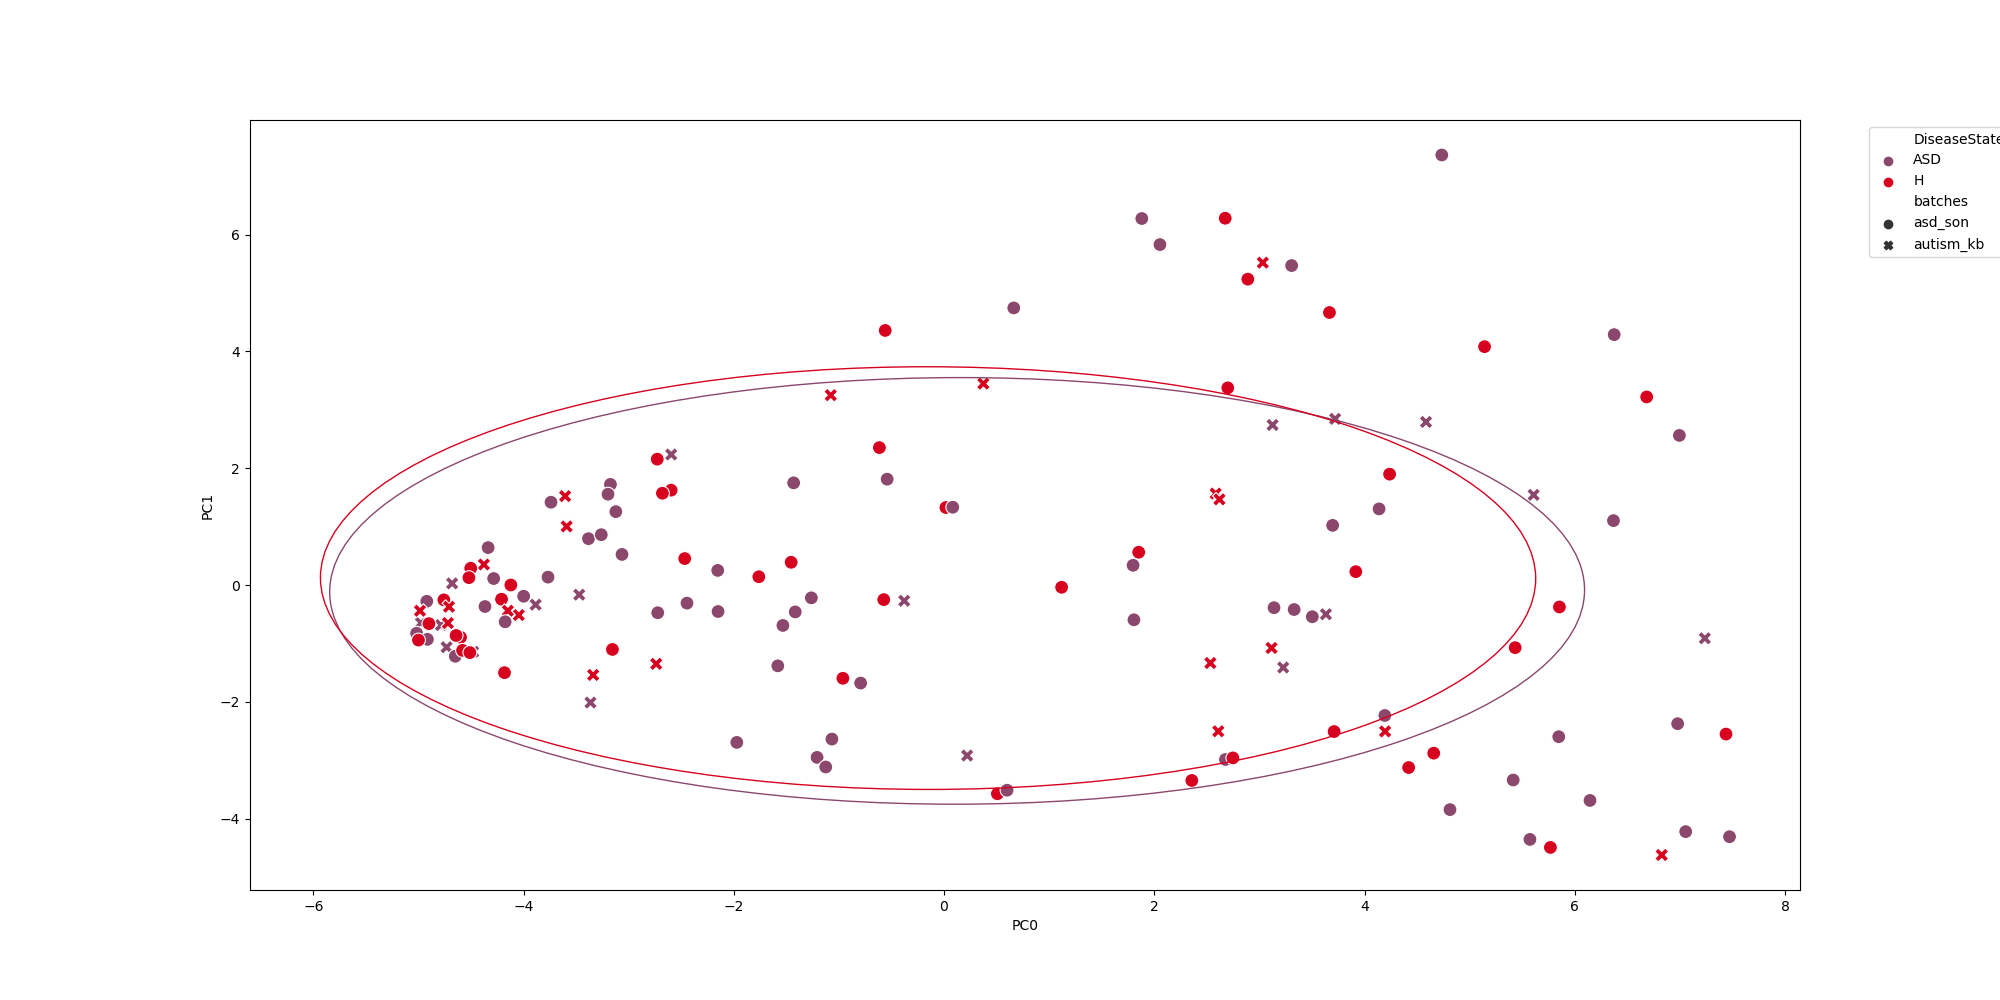 DiseaseState
ASD
H
batches
asd_son
autism_kb
6
4
2
0
−2
−4
PC1
−6
−4
−2
0
2
4
6
8
PC0